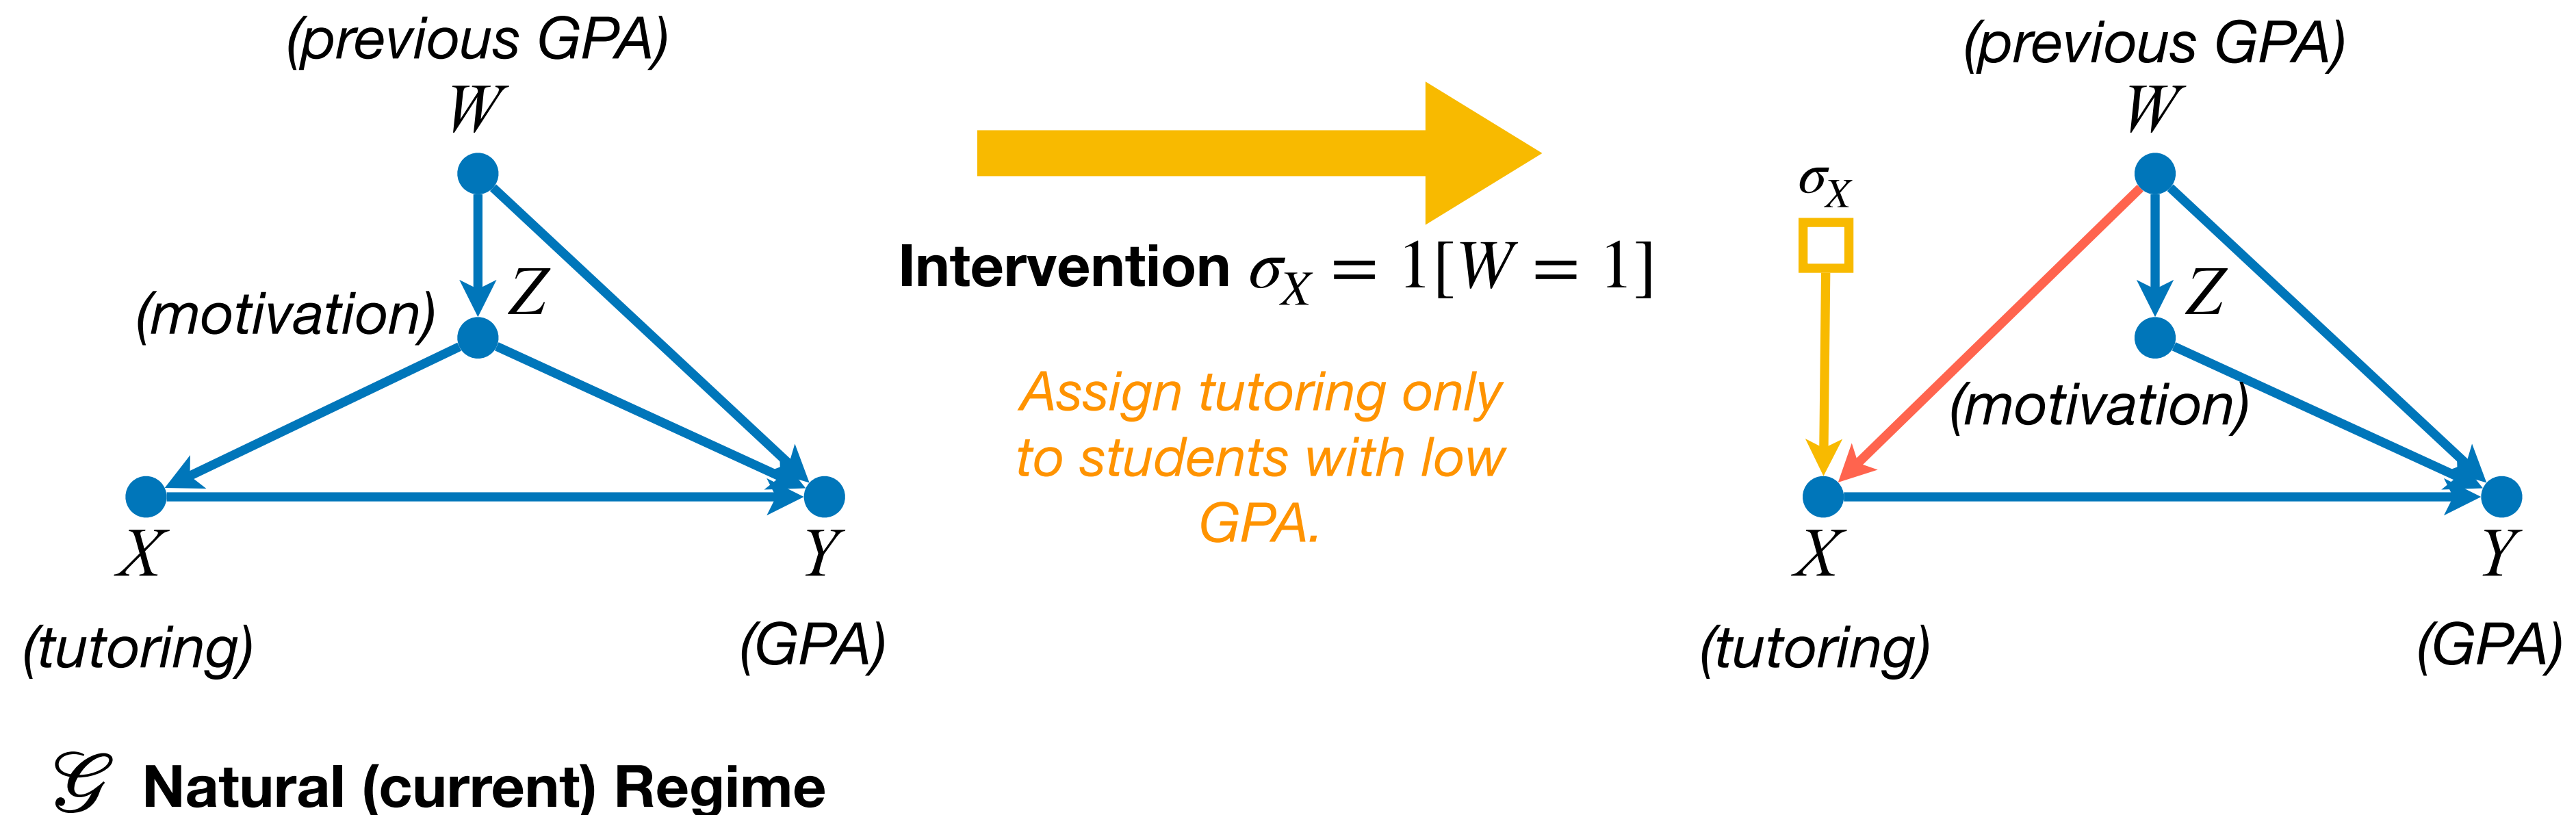 (previous GPA)
W
Z
(motivation)
X
Y
(tutoring)
(GPA)
𝒢 Natural (current) Regime
Intervention σ_X = 1[W = 1]
Assign tutoring only
to students with low
GPA.
(previous GPA)
W
σ_X
Z
(motivation)
X
Y
(tutoring)
(GPA)